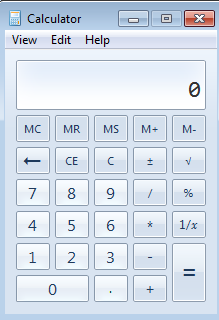 Calculator
View Edit Help
0
MC MR MS M+ M-
← CE C ± √
7 8 9 / %
4 5 6 * 1/x
1 2 3 - =
0 . +